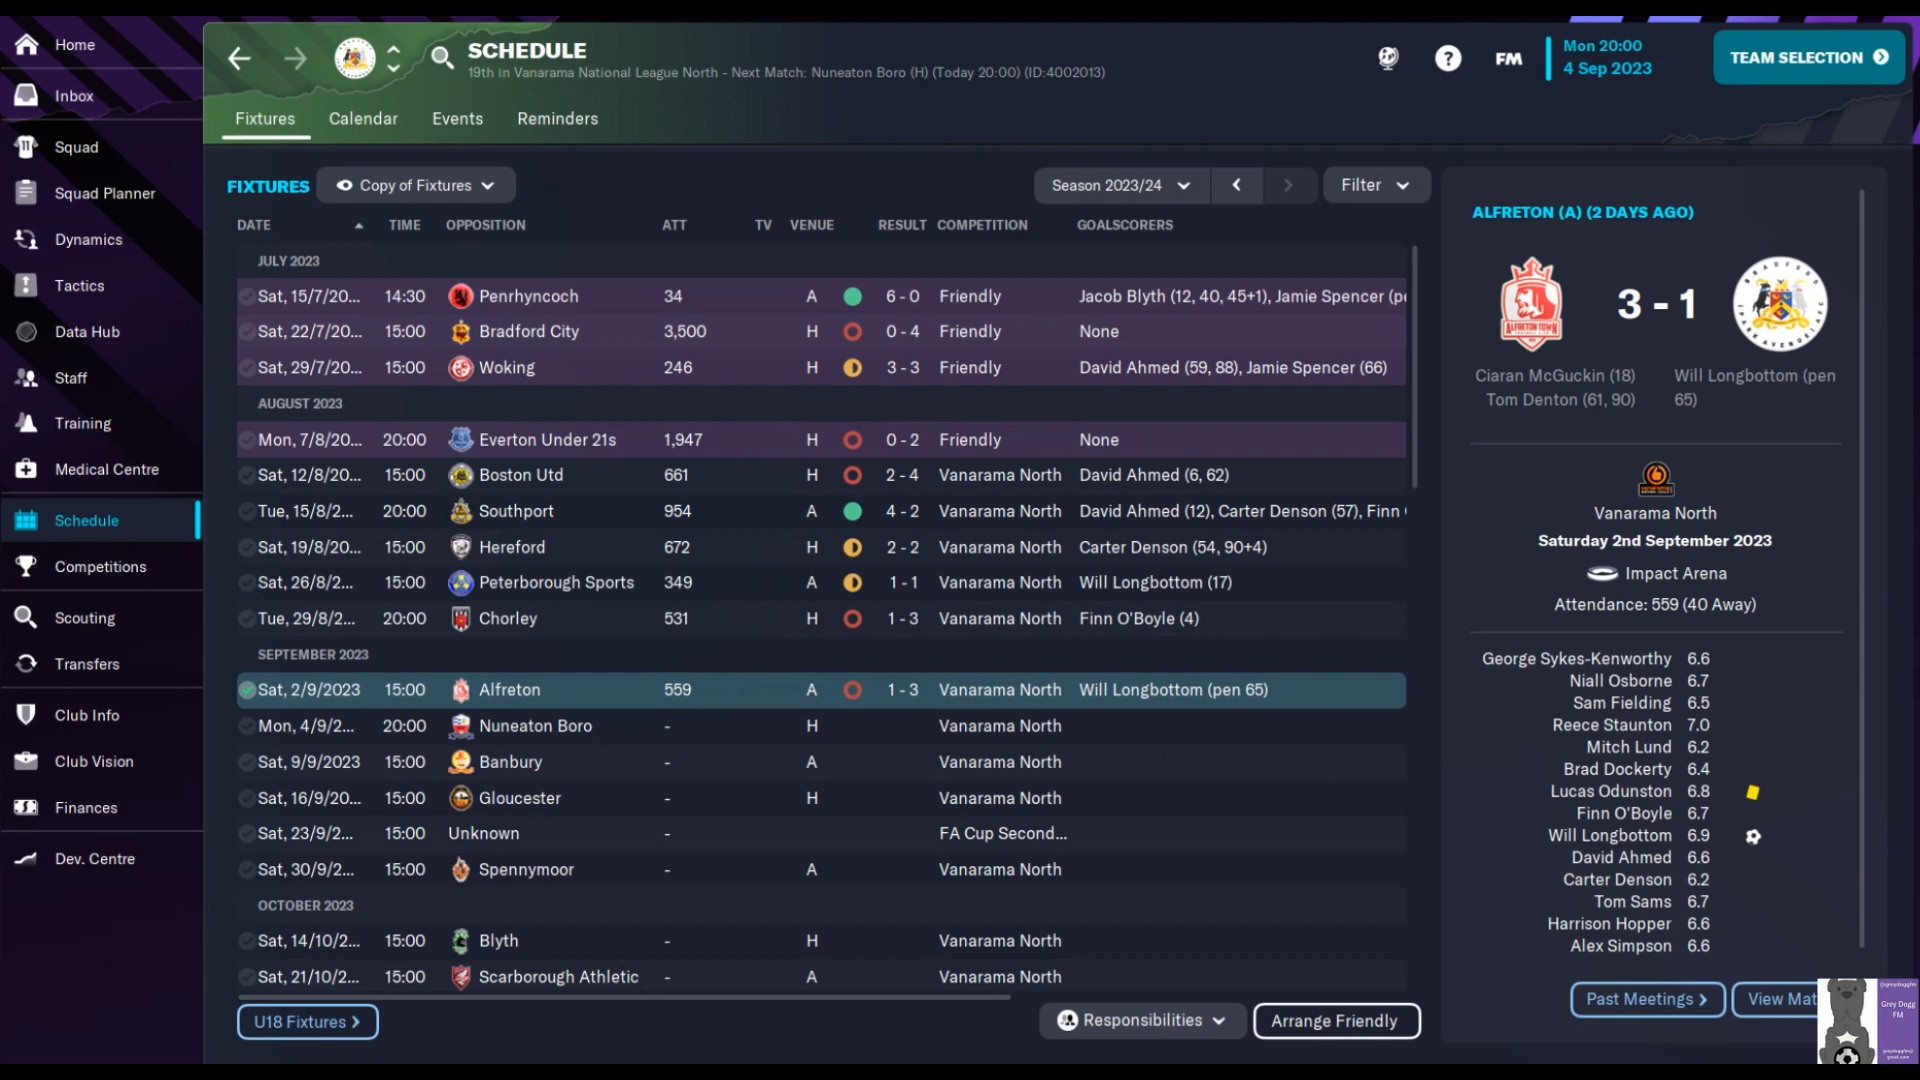 Home
Inbox
Squad
Squad Planner
Dynamics
Tactics
Data Hub
Staff
Training
Medical Centre
Schedule
Competitions
Scouting
Transfers
Club Info
Club Vision
Finances
Dev. Centre
SCHEDULE
19th in Vanarama National League North - Next Match: Nuneaton Boro (H) (Today 20:00) (ID:4002013)
FM
Mon 20:00
4 Sep 2023
TEAM SELECTION
Fixtures Calendar Events Reminders
FIXTURES Copy of Fixtures Season 2023/24 Filter
DATE TIME OPPOSITION ATT TV VENUE RESULT COMPETITION GOALSCORERS
JULY 2023
Sat, 15/7/20... 14:30 Penrhyncoch 34 A 6 - 0 Friendly Jacob Blyth (12, 40, 45+1), Jamie Spencer (pe
Sat, 22/7/20... 15:00 Bradford City 3,500 H 0 - 4 Friendly None
Sat, 29/7/20... 15:00 Woking 246 H 3 - 3 Friendly David Ahmed (59, 88), Jamie Spencer (66)
AUGUST 2023
Mon, 7/8/20... 20:00 Everton Under 21s 1,947 H 0 - 2 Friendly None
Sat, 12/8/20... 15:00 Boston Utd 661 H 2 - 4 Vanarama North David Ahmed (6, 62)
Tue, 15/8/2... 20:00 Southport 954 A 4 - 2 Vanarama North David Ahmed (12), Carter Denson (57), Finn
Sat, 19/8/20... 15:00 Hereford 672 H 2 - 2 Vanarama North Carter Denson (54, 90+4)
Sat, 26/8/2... 15:00 Peterborough Sports 349 A 1 - 1 Vanarama North Will Longbottom (17)
Tue, 29/8/2... 20:00 Chorley 531 H 1 - 3 Vanarama North Finn O'Boyle (4)
SEPTEMBER 2023
Sat, 2/9/2023 15:00 Alfreton 559 A 1 - 3 Vanarama North Will Longbottom (pen 65)
Mon, 4/9/2... 20:00 Nuneaton Boro - H Vanarama North
Sat, 9/9/2023 15:00 Banbury - A Vanarama North
Sat, 16/9/20... 15:00 Gloucester - H Vanarama North
Sat, 23/9/2... 15:00 Unknown - FA Cup Second...
Sat, 30/9/2... 15:00 Spennymoor - A Vanarama North
OCTOBER 2023
Sat, 14/10/2... 15:00 Blyth - H Vanarama North
Sat, 21/10/2... 15:00 Scarborough Athletic - A Vanarama North
U18 Fixtures Responsibilities Arrange Friendly
ALFRETON (A) (2 DAYS AGO)
ALFRETON TOWN
3 - 1
Ciaran McGuckin (18)
Tom Denton (61, 90)
Will Longbottom (pen
65)
Vanarama North
Saturday 2nd September 2023
Impact Arena
Attendance: 559 (40 Away)
George Sykes-Kenworthy 6.6
Niall Osborne 6.7
Sam Fielding 6.5
Reece Staunton 7.0
Mitch Lund 6.2
Brad Dockerty 6.4
Lucas Odunston 6.8
Finn O'Boyle 6.7
Will Longbottom 6.9
David Ahmed 6.6
Carter Denson 6.2
Tom Sams 6.7
Harrison Hopper 6.6
Alex Simpson 6.6
Past Meetings View Mat
Grey Dogg
FM